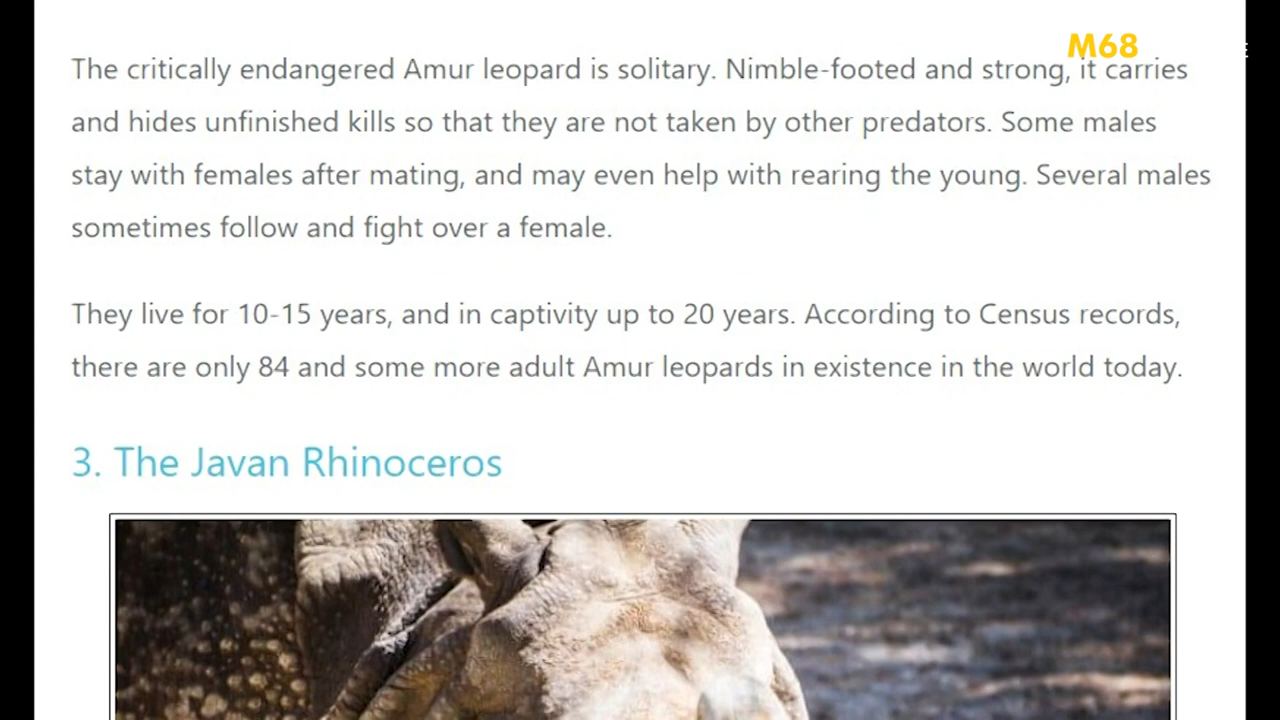 M68
The critically endangered Amur leopard is solitary. Nimble-footed and strong, it carries
and hides unfinished kills so that they are not taken by other predators. Some males
stay with females after mating, and may even help with rearing the young. Several males
sometimes follow and fight over a female.
They live for 10-15 years, and in captivity up to 20 years. According to Census records,
there are only 84 and some more adult Amur leopards in existence in the world today.
3. The Javan Rhinoceros